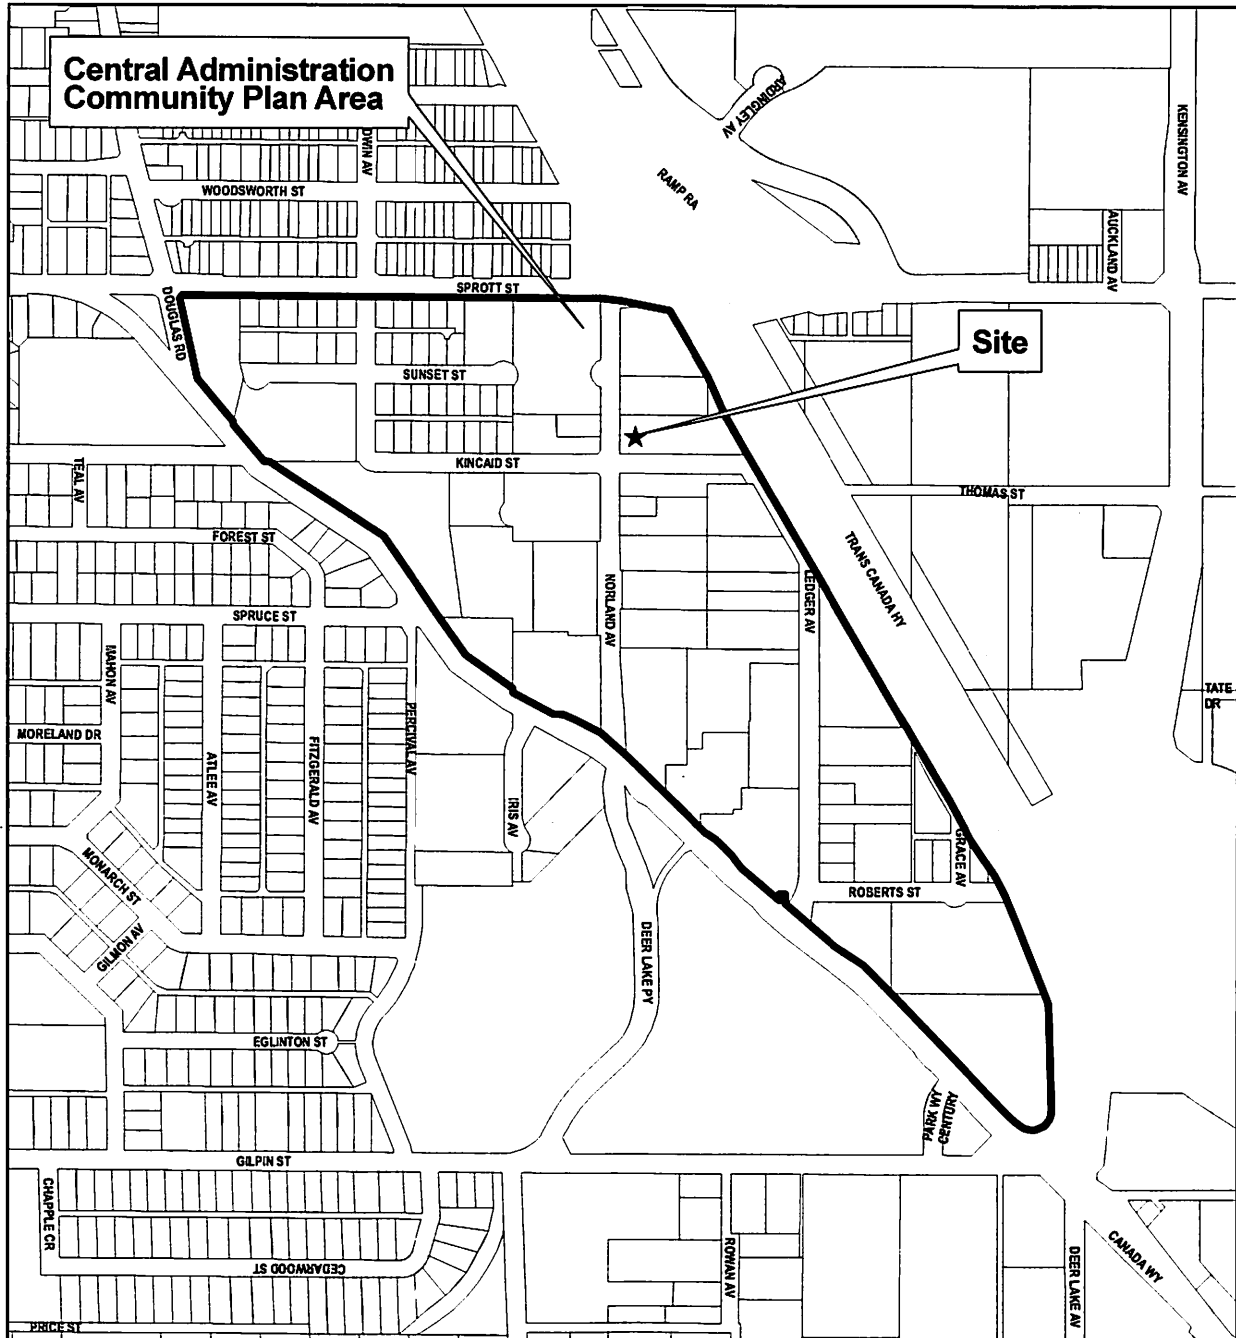 Central Administration
Community Plan Area
ARDINGLEY AV
KENSINGTON AV
WOODSWORTH ST
RAMP RA
AUCKLAND AV
SPROTT ST
DOUGLAS RD
Site
SUNSET ST
KINCAID ST
TEAL AV
THOMAS ST
FOREST ST
TRANS CANADA HY
NORLAND AV
LEDGER AV
SPRUCE ST
MAHON AV
TATE
DR
MORELAND DR
PERCIVAL AV
ATLEE AV
FITZGERALD AV
IRIS AV
GRACE AV
MONARCH ST
ROBERTS ST
GILMON AV
DEER LAKE PY
EGLINTON ST
PARK WY
CENTURY
GILPIN ST
CHAPPLE CR
CEDARWOOD ST
ROWAN AV
DEER LAKE AV
CANADA WY
PRICE ST